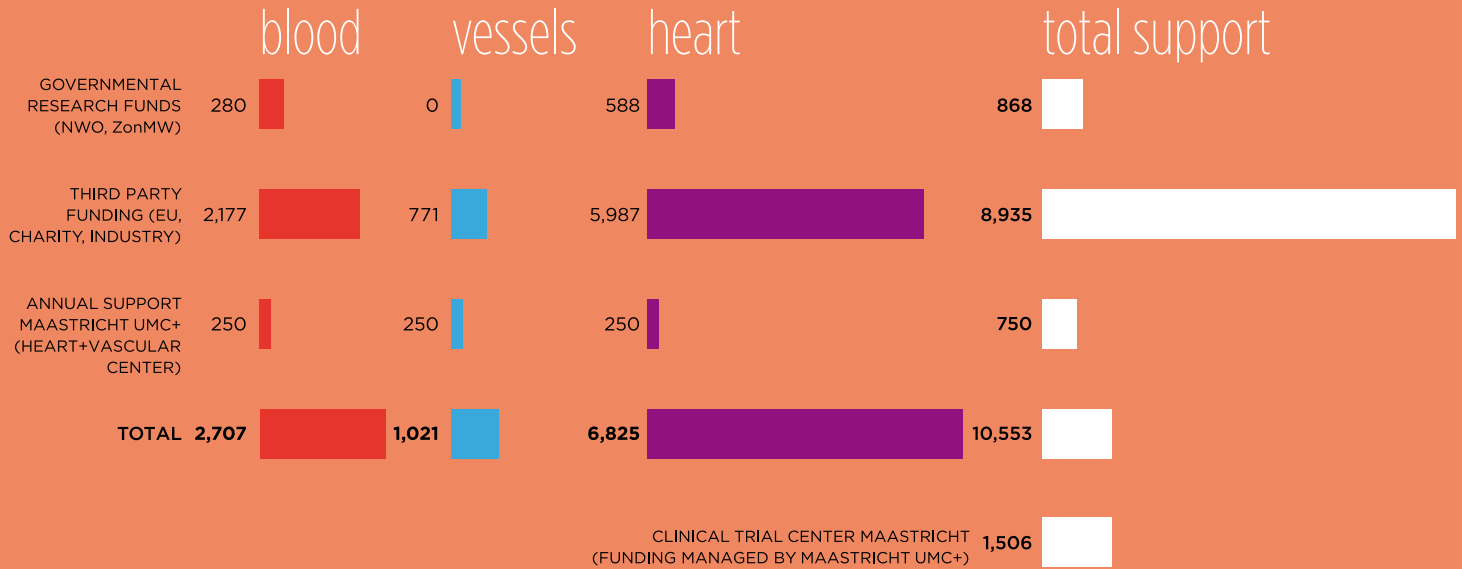 blood vessels heart total support
GOVERNMENTAL
RESEARCH FUNDS
(NWO, ZonMW)
280 0 588 868
THIRD PARTY
FUNDING (EU,
CHARITY, INDUSTRY)
2,177 771 5,987 8,935
ANNUAL SUPPORT
MAASTRICHT UMC+
(HEART+VASCULAR
CENTER)
250 250 250 750
TOTAL 2,707 1,021 6,825 10,553
CLINICAL TRIAL CENTER MAASTRICHT
(FUNDING MANAGED BY MAASTRICHT UMC+)
1,506